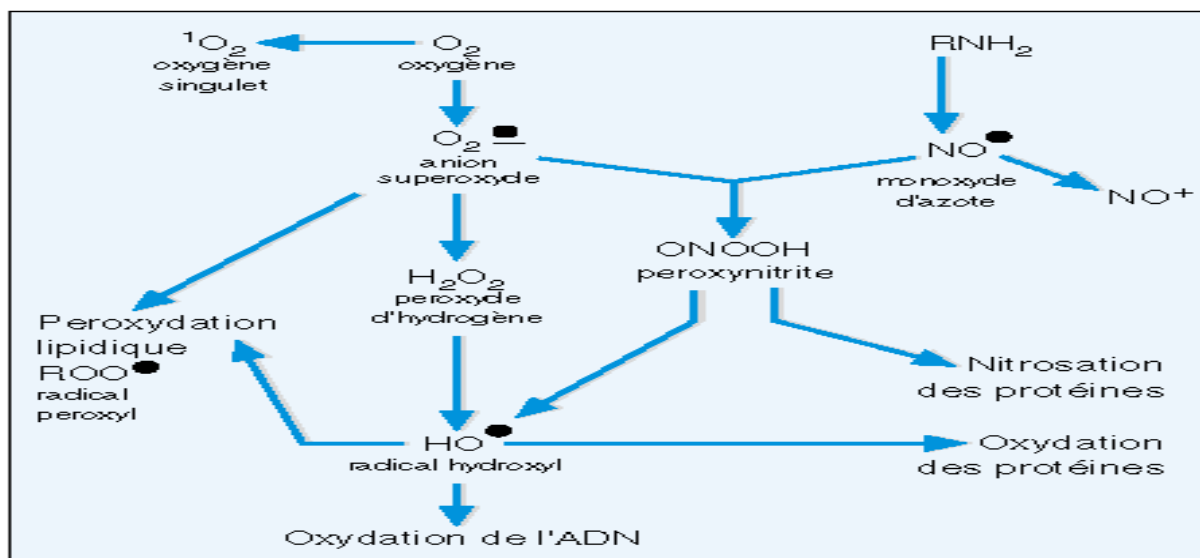 ¹O₂
oxygène
singulet
O₂
oxygène
RNH₂
O₂•−
anion
superoxyde
NO•
monoxyde
d'azote
NO⁺
ONOOH
peroxynitrite
H₂O₂
peroxyde
d'hydrogène
Peroxydation
lipidique
ROO•
radical
peroxyl
Nitrosation
des protéines
HO•
radical hydroxyl
Oxydation
des protéines
Oxydation de l'ADN